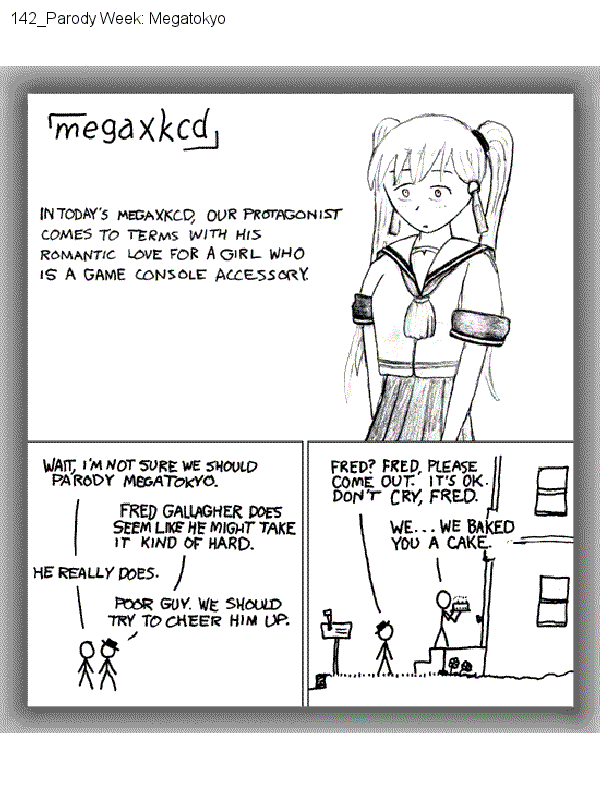 142_Parody Week: Megatokyo
megaxkcd
IN TODAY'S MEGAXKCD, OUR PROTAGONIST
COMES TO TERMS WITH HIS
ROMANTIC LOVE FOR A GIRL WHO
IS A GAME CONSOLE ACCESSORY.
WAIT, I'M NOT SURE WE SHOULD
PARODY MEGATOKYO.
FRED GALLAGHER DOES
SEEM LIKE HE MIGHT TAKE
IT KIND OF HARD.
HE REALLY DOES.
POOR GUY. WE SHOULD
TRY TO CHEER HIM UP.
FRED? FRED, PLEASE
COME OUT. IT'S OK.
DON'T CRY, FRED.
WE... WE BAKED
YOU A CAKE.